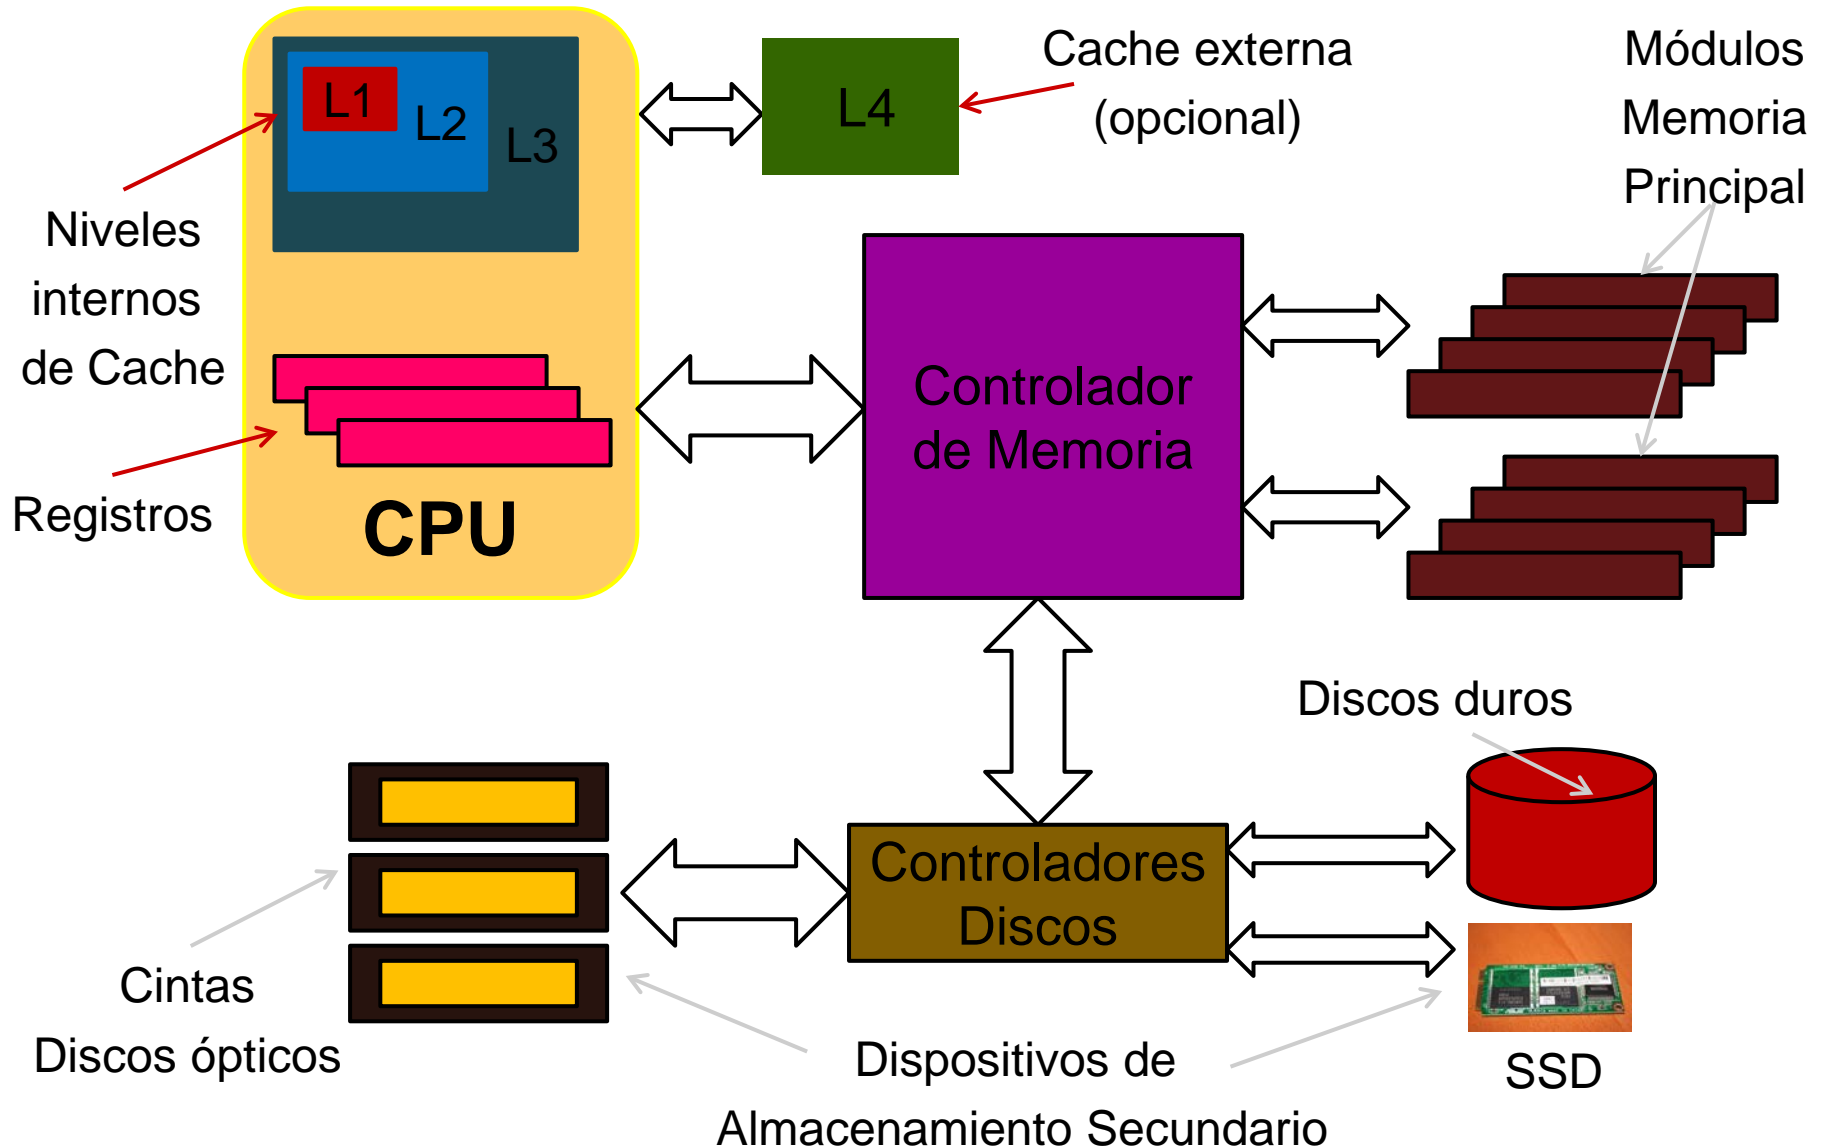 L1
L2
L3
L4
Cache externa
(opcional)
Módulos
Memoria
Principal
Niveles
internos
de Cache
Registros
CPU
Controlador
de Memoria
Discos duros
Controladores
Discos
Cintas
Discos ópticos
Dispositivos de
Almacenamiento Secundario
SSD